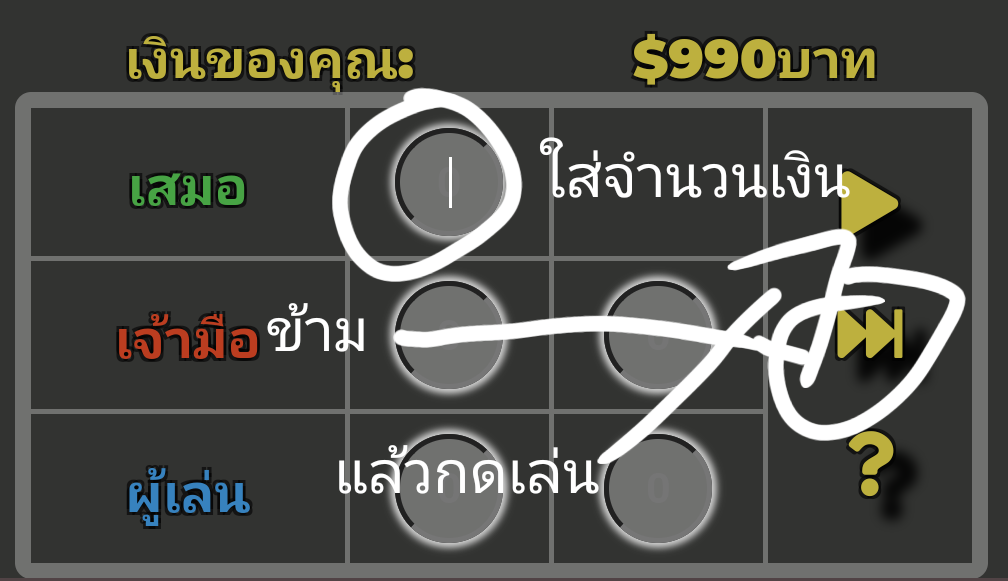 เงินของคุณ: $990บาท
เสมอ ใส่จำนวนเงิน
เจ้ามือ ข้าม
ผู้เล่น แล้วกดเล่น 0
?